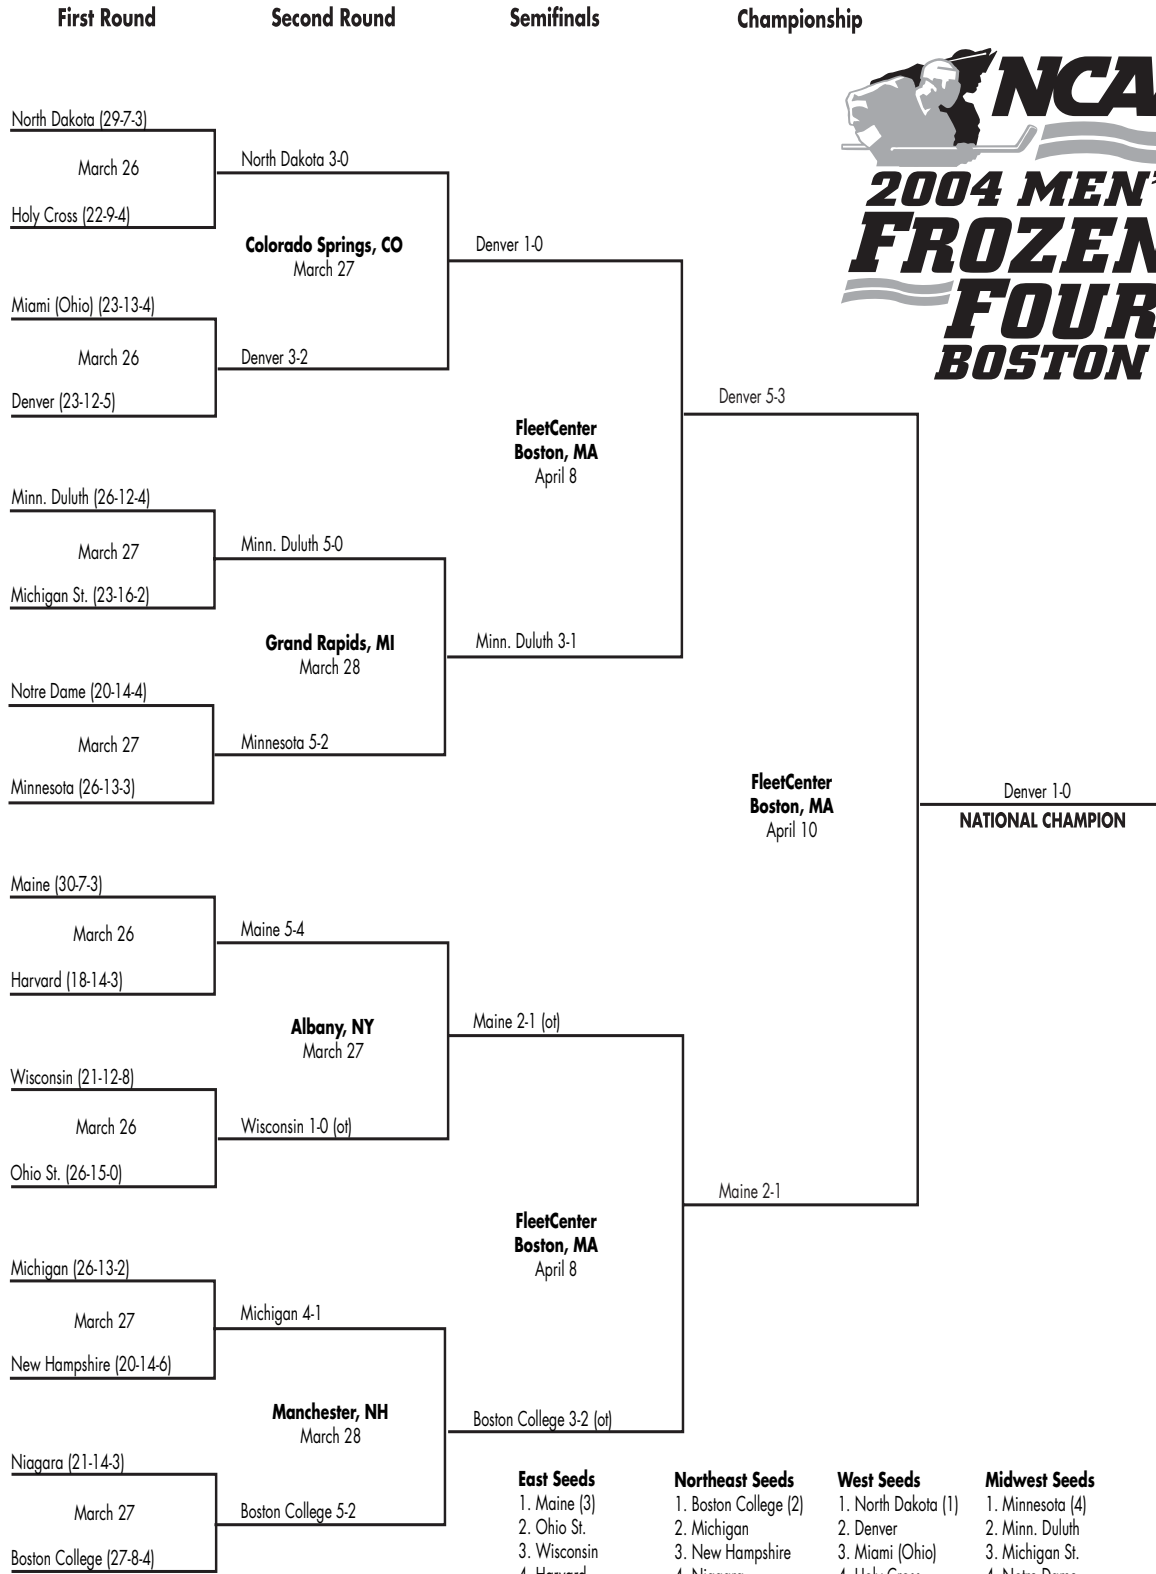 First Round
Second Round
Semifinals
Championship
NCA
2004 MEN'
FROZEN
FOUR
BOSTON
North Dakota (29-7-3)
March 26
Holy Cross (22-9-4)
North Dakota 3-0
Colorado Springs, CO
March 27
Miami (Ohio) (23-13-4)
March 26
Denver (23-12-5)
Denver 3-2
Denver 1-0
FleetCenter
Boston, MA
April 8
Denver 5-3
Minn. Duluth (26-12-4)
March 27
Michigan St. (23-16-2)
Minn. Duluth 5-0
Grand Rapids, MI
March 28
Minn. Duluth 3-1
Notre Dame (20-14-4)
March 27
Minnesota (26-13-3)
Minnesota 5-2
FleetCenter
Boston, MA
April 10
Denver 1-0
NATIONAL CHAMPION
Maine (30-7-3)
March 26
Harvard (18-14-3)
Maine 5-4
Albany, NY
March 27
Maine 2-1 (ot)
Wisconsin (21-12-8)
March 26
Ohio St. (26-15-0)
Wisconsin 1-0 (ot)
FleetCenter
Boston, MA
April 8
Maine 2-1
Michigan (26-13-2)
March 27
New Hampshire (20-14-6)
Michigan 4-1
Manchester, NH
March 28
Boston College 3-2 (ot)
Niagara (21-14-3)
March 27
Boston College (27-8-4)
Boston College 5-2
East Seeds
1. Maine (3)
2. Ohio St.
3. Wisconsin
4. Harvard
Northeast Seeds
1. Boston College (2)
2. Michigan
3. New Hampshire
4. Niagara
West Seeds
1. North Dakota (1)
2. Denver
3. Miami (Ohio)
4. Holy Cross
Midwest Seeds
1. Minnesota (4)
2. Minn. Duluth
3. Michigan St.
4. Notre Dame